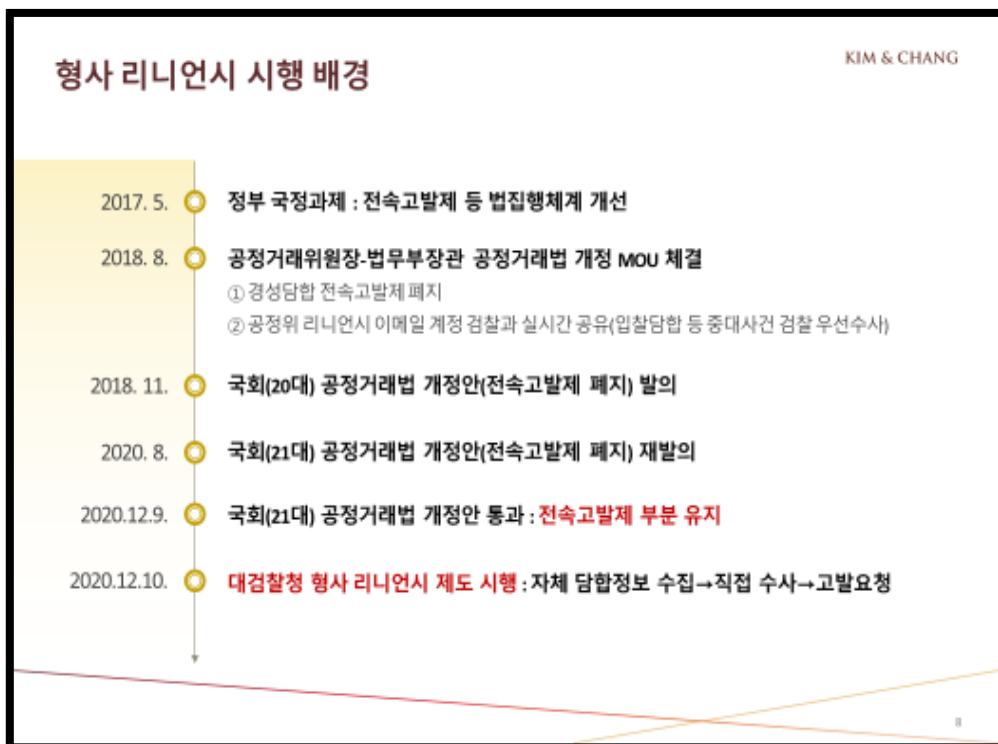 형사 리니언시 시행 배경
KIM & CHANG
2017. 5. 정부 국정과제 : 전속고발제 등 법집행체계 개선
2018. 8. 공정거래위원장-법무부장관 공정거래법 개정 MOU 체결
① 경성담합 전속고발제 폐지
② 공정위 리니언시 이메일 계정 검찰과 실시간 공유(입찰담합 등 중대사건 검찰 우선수사)
2018. 11. 국회(20대) 공정거래법 개정안(전속고발제 폐지) 발의
2020. 8. 국회(21대) 공정거래법 개정안(전속고발제 폐지) 재발의
2020.12.9. 국회(21대) 공정거래법 개정안 통과 : 전속고발제 부분 유지
2020.12.10. 대검찰청 형사 리니언시 제도 시행 : 자체 담합정보 수집→직접 수사→고발요청
8